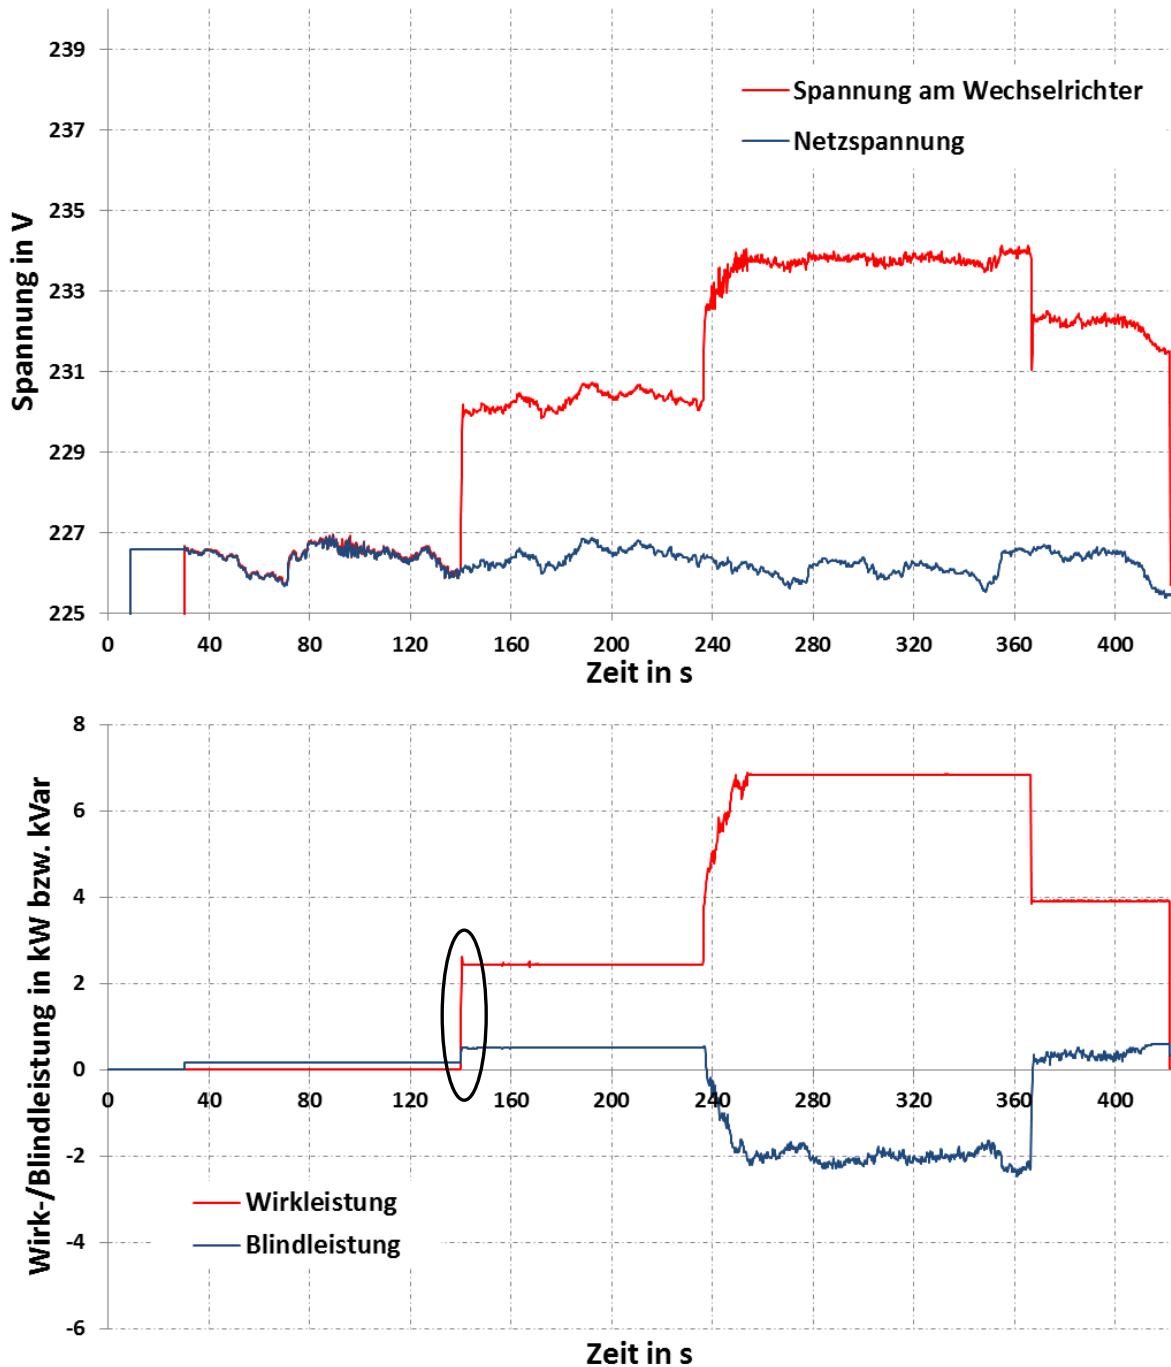 239
237
235
233
231
229
227
225
Spannung in V
Spannung am Wechselrichter
Netzspannung
0 40 80 120 160 200 240 280 320 360 400
Zeit in s
8
6
4
2
0
-2
-4
-6
Wirk-/Blindleistung in kW bzw. kVar
0 40 80 120 160 200 240 280 320 360 400
Wirkleistung
Blindleistung
Zeit in s